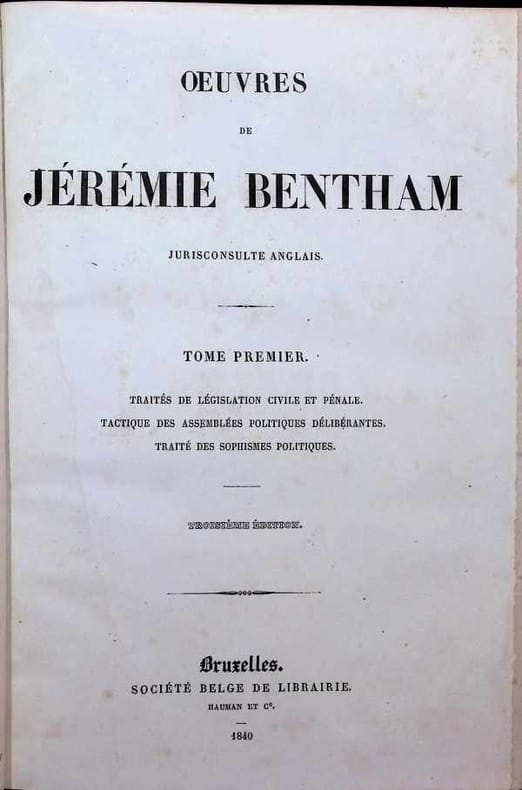 OEUVRES
DE
JÉRÉMIE BENTHAM
JURISCONSULTE ANGLAIS.
TOME PREMIER.
TRAITÉS DE LÉGISLATION CIVILE ET PÉNALE.
TACTIQUE DES ASSEMBLÉES POLITIQUES DÉLIBÉRANTES.
TRAITÉ DES SOPHISMES POLITIQUES.
TROISIÈME ÉDITION.
Bruxelles.
SOCIÉTÉ BELGE DE LIBRAIRIE.
HAUMAN ET Cᵉ.
1840